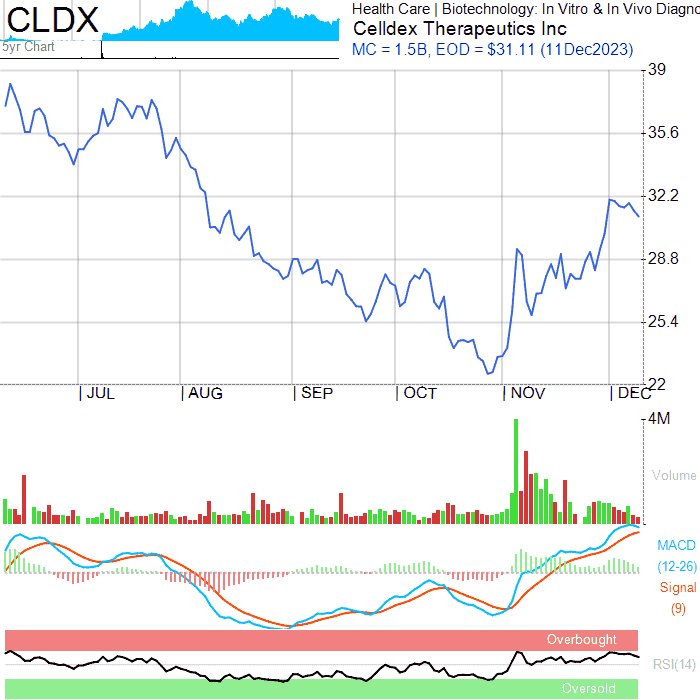 CLDX
5yr Chart
Health Care | Biotechnology: In Vitro & In Vivo Diagno
Celldex Therapeutics Inc
MC = 1.5B, EOD = $31.11 (11Dec2023)
39
35.6
32.2
28.8
25.4
22
| JUL | AUG | SEP | OCT | NOV | DEC
4M
Volume
MACD
(12-26)
Signal
(9)
Overbought
RSI(14)
Oversold